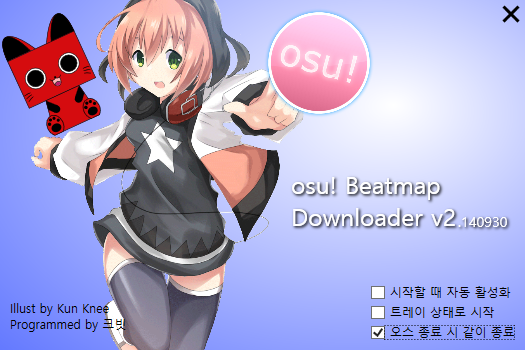 osu!
osu! Beatmap
Downloader v2.140930
시작할 때 자동 활성화
트레이 상태로 시작
오스 종료 시 같이 종료
Illust by Kun Knee
Programmed by 크빗